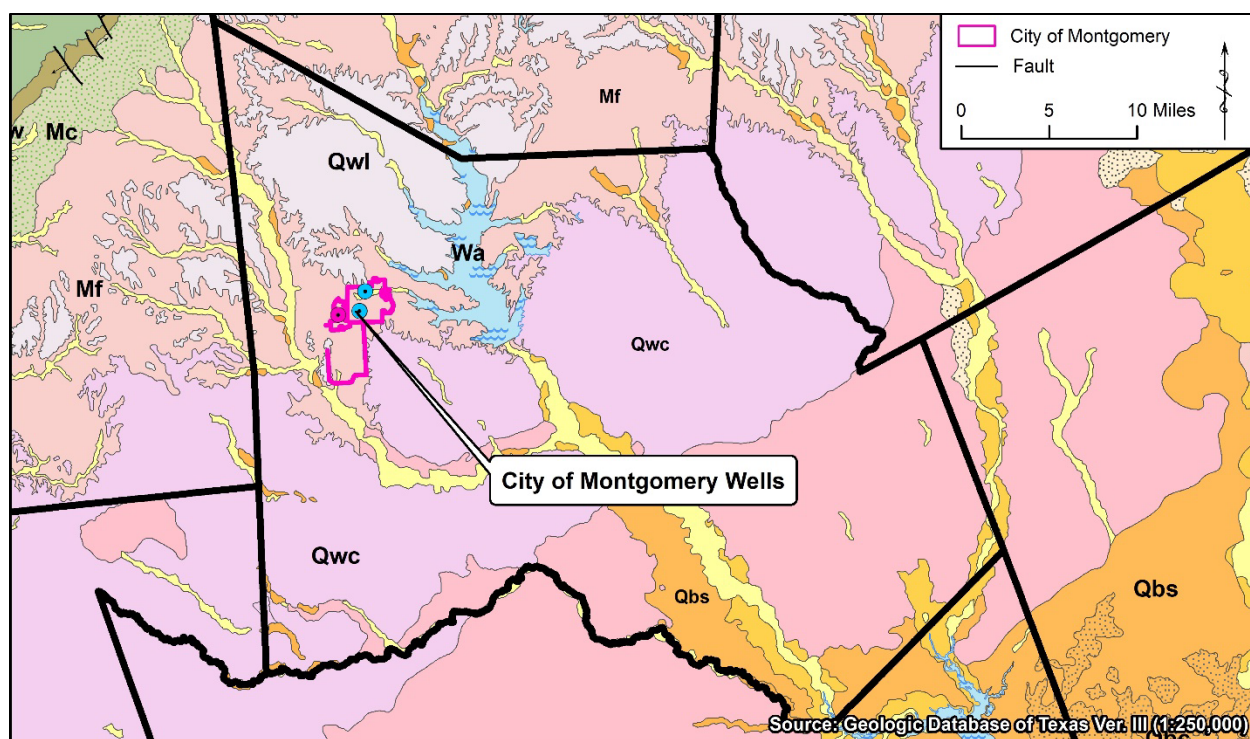 City of Montgomery
Fault
0 5 10 Miles
Mf
w Mc
Qwl
Wa
Mf
Qwc
City of Montgomery Wells
Qwc
Qbs
Qbs
Source: Geologic Database of Texas Ver. III (1:250,000)